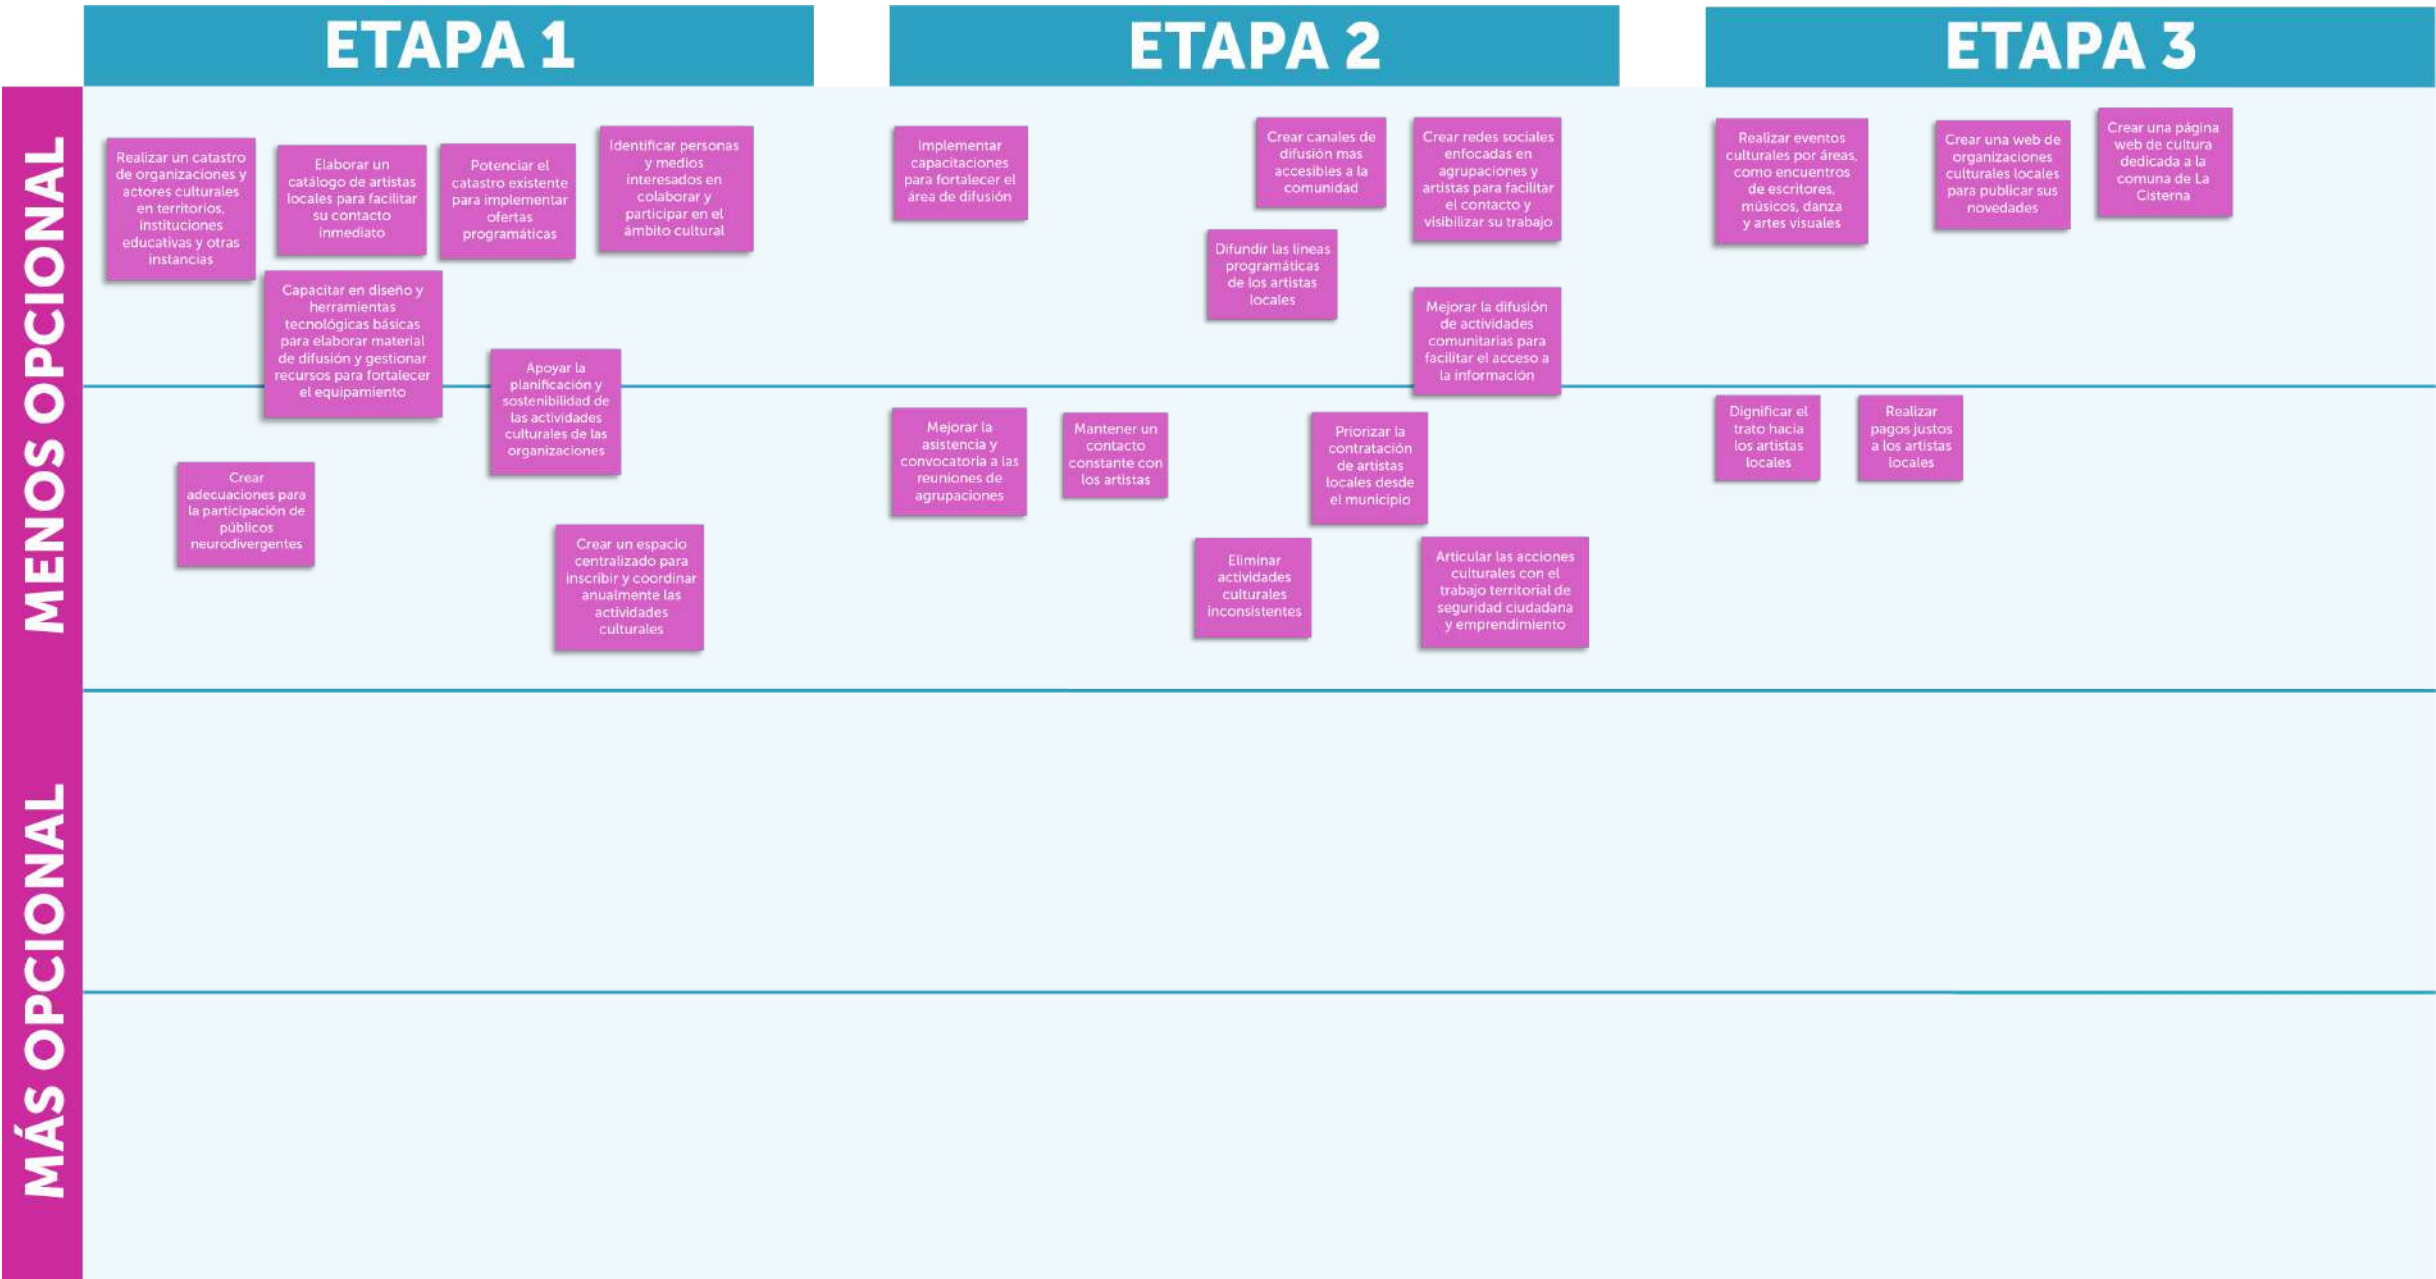 ETAPA 1
ETAPA 2
ETAPA 3
MENOS OPCIONAL
MÁS OPCIONAL
Realizar un catastro
de organizaciones y
actores culturales
en territorios,
instituciones
educativas y otras
instancias
Elaborar un
catálogo de artistas
locales para facilitar
su contacto
inmediato
Potenciar el
catastro existente
para implementar
ofertas
programáticas
Identificar personas
y medios
interesados en
colaborar y
participar en el
ámbito cultural
Capacitar en diseño y
herramientas
tecnológicas básicas
para elaborar material
de difusión y gestionar
recursos para fortalecer
el equipamiento
Apoyar la
planificación y
sostenibilidad de
las actividades
culturales de las
organizaciones
Crear
adecuaciones para
la participación de
públicos
neurodivergentes
Crear un espacio
centralizado para
inscribir y coordinar
anualmente las
actividades
culturales
Implementar
capacitaciones
para fortalecer el
área de difusión
Crear canales de
difusión mas
accesibles a la
comunidad
Crear redes sociales
enfocadas en
agrupaciones y
artistas para facilitar
el contacto y
visibilizar su trabajo
Difundir las líneas
programáticas
de los artistas
locales
Mejorar la difusión
de actividades
comunitarias para
facilitar el acceso a
la información
Mejorar la
asistencia y
convocatoria a las
reuniones de
agrupaciones
Mantener un
contacto
constante con
los artistas
Priorizar la
contratación
de artistas
locales desde
el municipio
Eliminar
actividades
culturales
inconsistentes
Articular las acciones
culturales con el
trabajo territorial de
seguridad ciudadana
y emprendimiento
Realizar eventos
culturales por áreas,
como encuentros
de escritores,
músicos, danza
y artes visuales
Crear una web de
organizaciones
culturales locales
para publicar sus
novedades
Crear una página
web de cultura
dedicada a la
comuna de La
Cisterna
Dignificar el
trato hacia
los artistas
locales
Realizar
pagos justos
a los artistas
locales